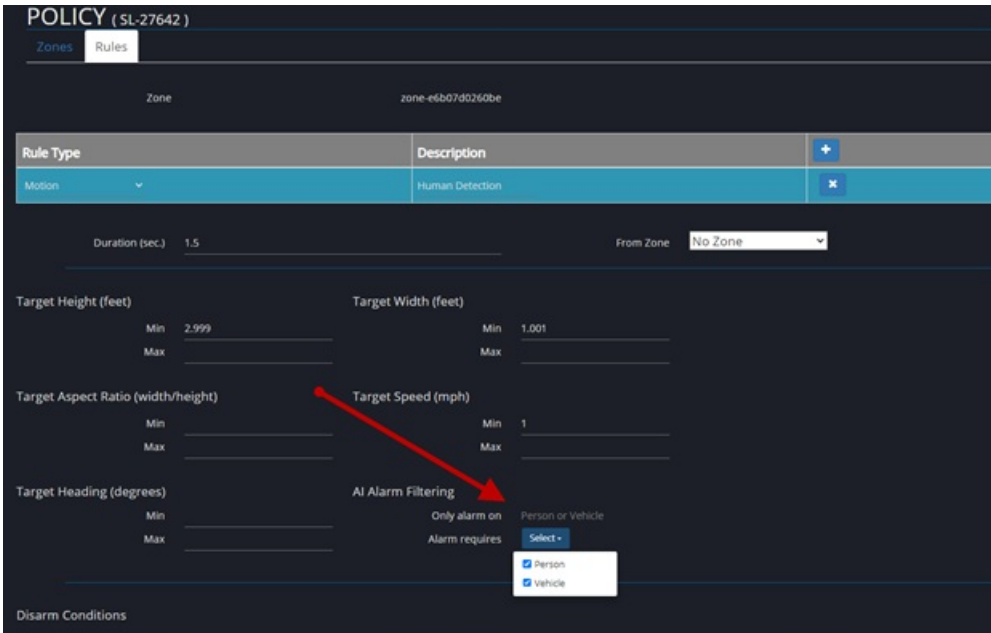 POLICY ( SL-27642 )
Zones Rules
Zone zone-e6b07d0260be
Rule Type Description
Motion Human Detection
Duration (sec.) 1.5 From Zone No Zone
Target Height (feet) Target Width (feet)
Min 2.999 Min 1.001
Max Max
Target Aspect Ratio (width/height) Target Speed (mph)
Min Min 1
Max Max
Target Heading (degrees) AI Alarm Filtering
Min Only alarm on Person or Vehicle
Max Alarm requires Select
Person
Vehicle
Disarm Conditions